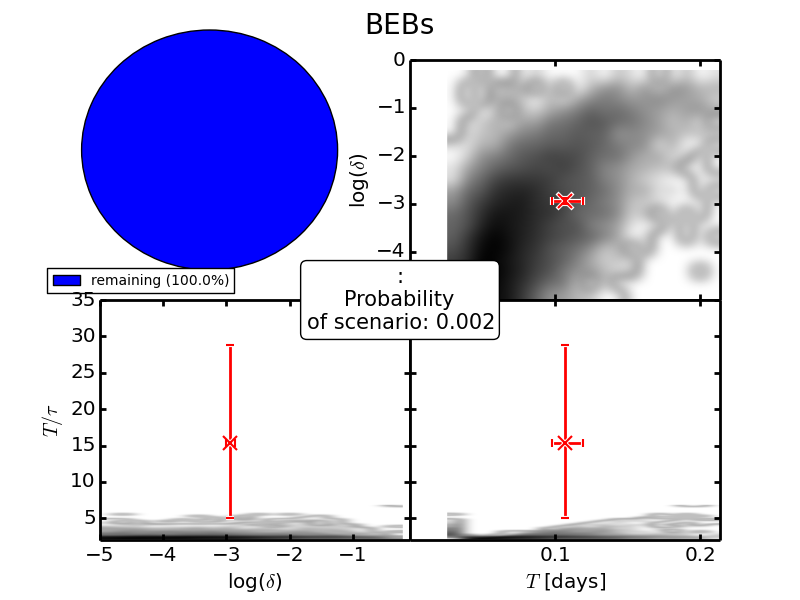 BEBs
remaining (100.0%)
0
−1
−2
−3
−4
log(δ)
:
Probability
of scenario: 0.002
35
30
25
20
15
10
5
T/τ
−5 −4 −3 −2 −1
log(δ)
0.1 0.2
T [days]